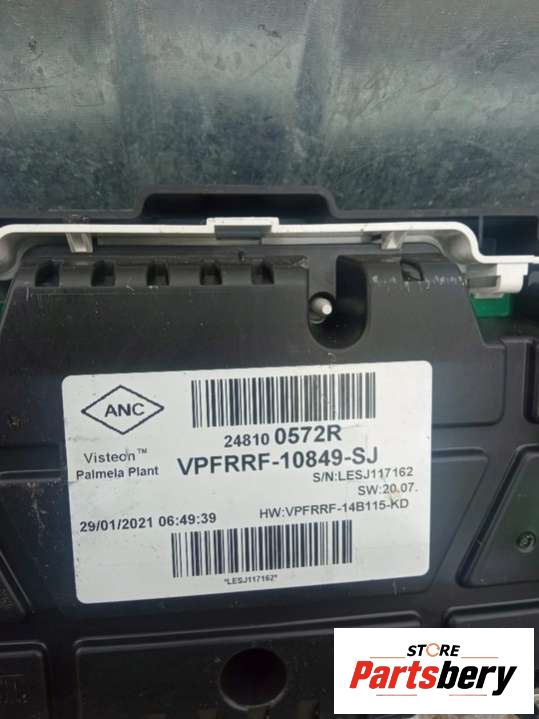 ANC
Visteon™
Palmela Plant
24810 0572R
VPFRRF-10849-SJ
S/N:LESJ117162
SW:20.07.
29/01/2021 06:49:39
HW:VPFRRF-14B115-KD
*LESJ117162*
STORE
Partsbery